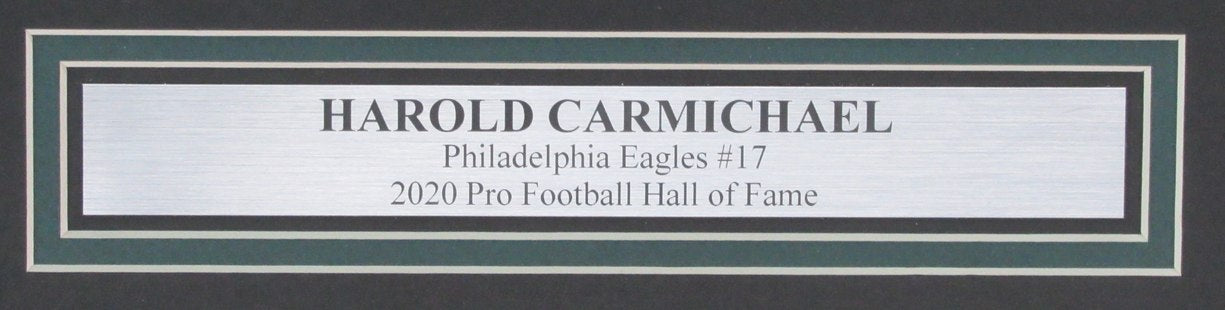 HAROLD CARMICHAEL
Philadelphia Eagles #17
2020 Pro Football Hall of Fame